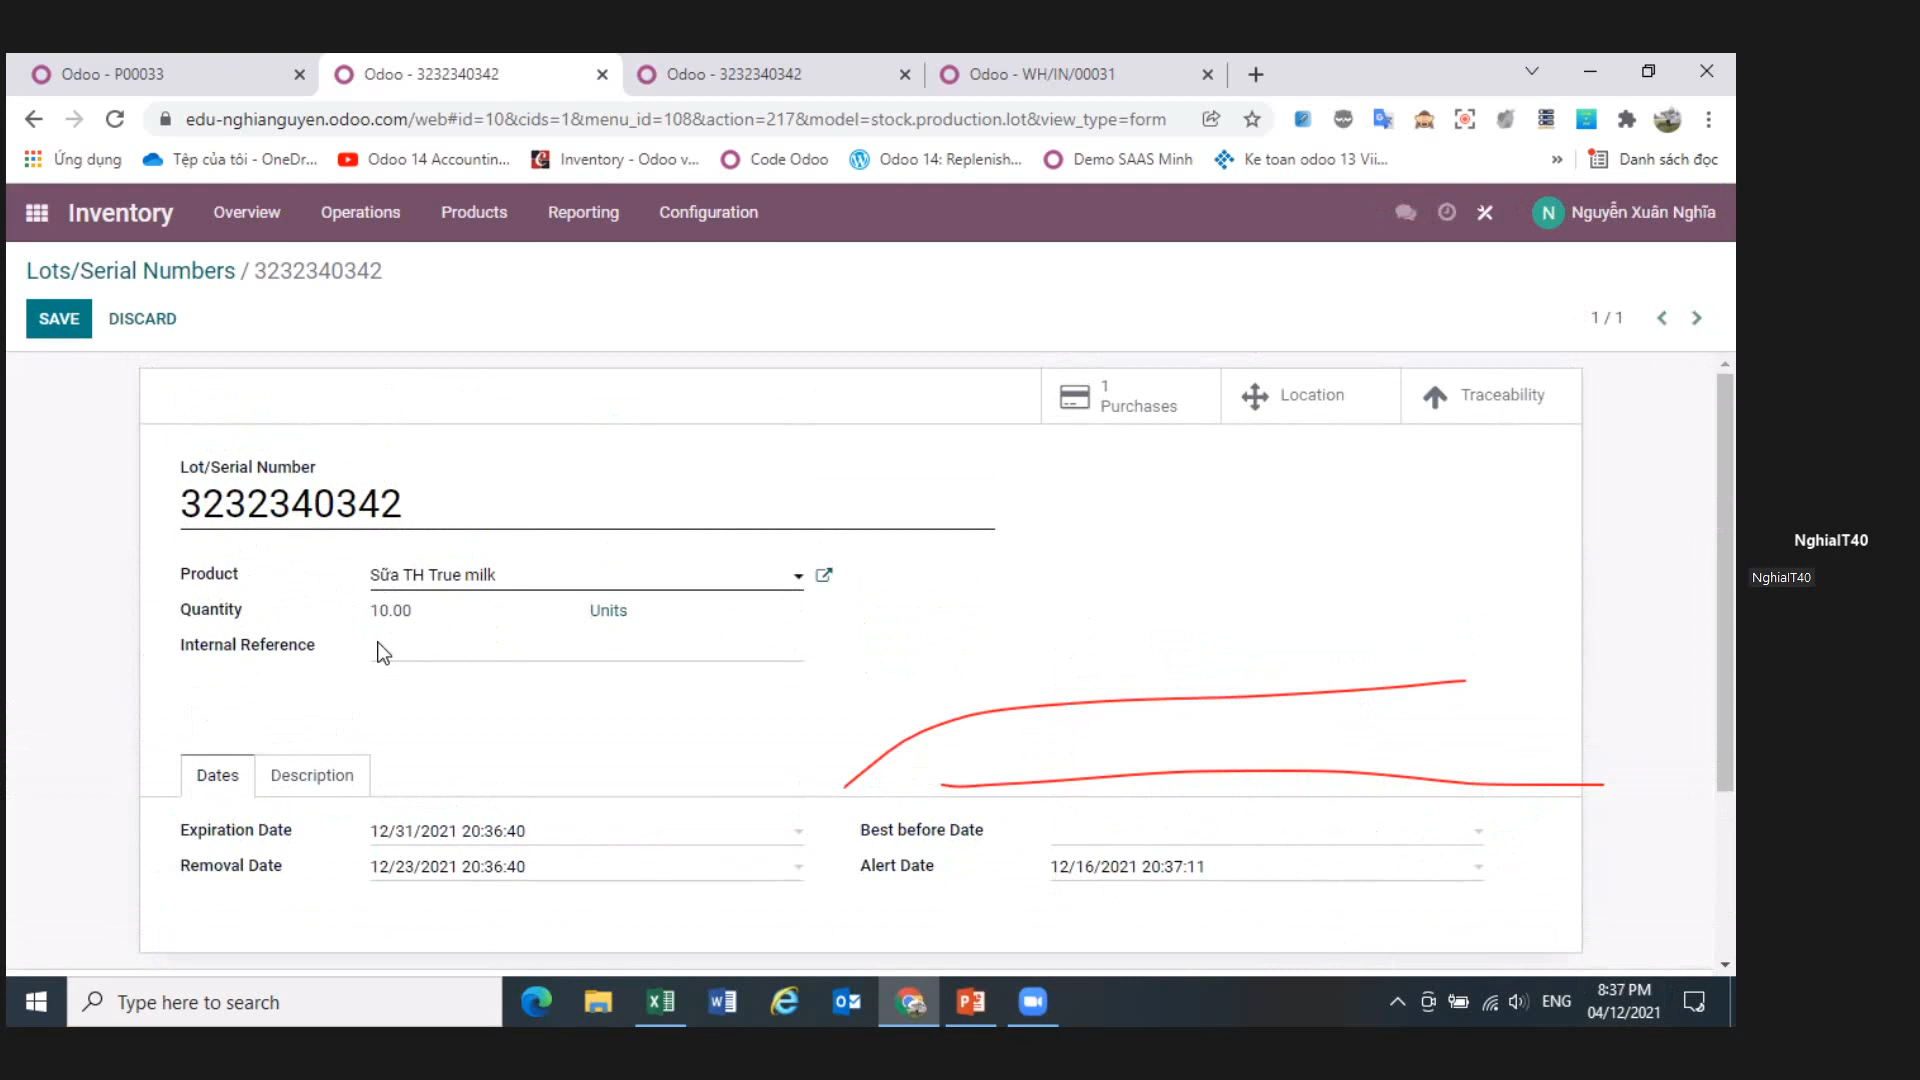 Odoo - P00033
Odoo - 3232340342
Odoo - 3232340342
Odoo - WH/IN/00031
edu-nghianguyen.odoo.com/web#id=10&cids=1&menu_id=108&action=217&model=stock.production.lot&view_type=form
Ứng dụng
Tệp của tôi - OneDr...
Odoo 14 Accountin...
Inventory - Odoo v...
Code Odoo
Odoo 14: Replenish...
Demo SAAS Minh
Ke toan odoo 13 Vii...
»
Danh sách đọc
Inventory
Overview
Operations
Products
Reporting
Configuration
N
Nguyễn Xuân Nghĩa
Lots/Serial Numbers / 3232340342
SAVE
DISCARD
1 / 1
1
Purchases
Location
Traceability
Lot/Serial Number
3232340342
Product
Sữa TH True milk
Quantity
10.00
Units
Internal Reference
NghiaIT40
NghiaIT40
Dates
Description
Expiration Date
12/31/2021 20:36:40
Best before Date
Removal Date
12/23/2021 20:36:40
Alert Date
12/16/2021 20:37:11
Type here to search
ENG
8:37 PM
04/12/2021